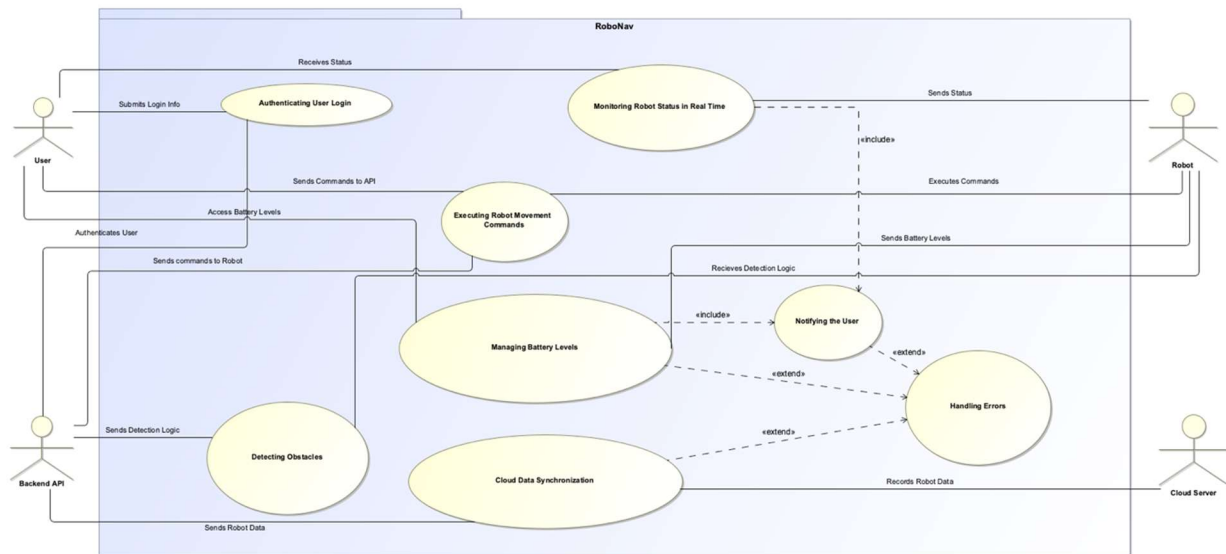 RoboNav
Receives Status
Authenticating User Login
Submits Login Info
Monitoring Robot Status in Real Time
Sends Status
«include»
User
Robot
Sends Commands to API
Executes Commands
Executing Robot Movement
Commands
Access Battery Levels
Authenticates User
Sends Battery Levels
Sends commands to Robot
Recieves Detection Logic
«include»
Notifying the User
Managing Battery Levels
«extend»
«extend»
Handling Errors
Sends Detection Logic
«extend»
Detecting Obstacles
Cloud Data Synchronization
Backend API
Records Robot Data
Cloud Server
Sends Robot Data